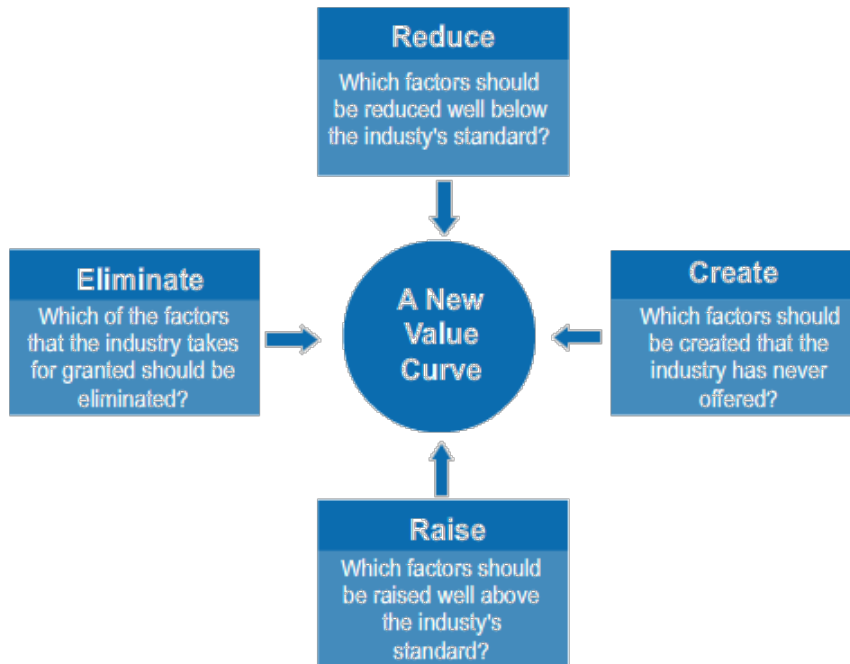 Reduce
Which factors should
be reduced well below
the industy's standard?
Eliminate
Which of the factors
that the industry takes
for granted should be
eliminated?
A New
Value
Curve
Create
Which factors should
be created that the
industry has never
offered?
Raise
Which factors should
be raised well above
the industy's
standard?